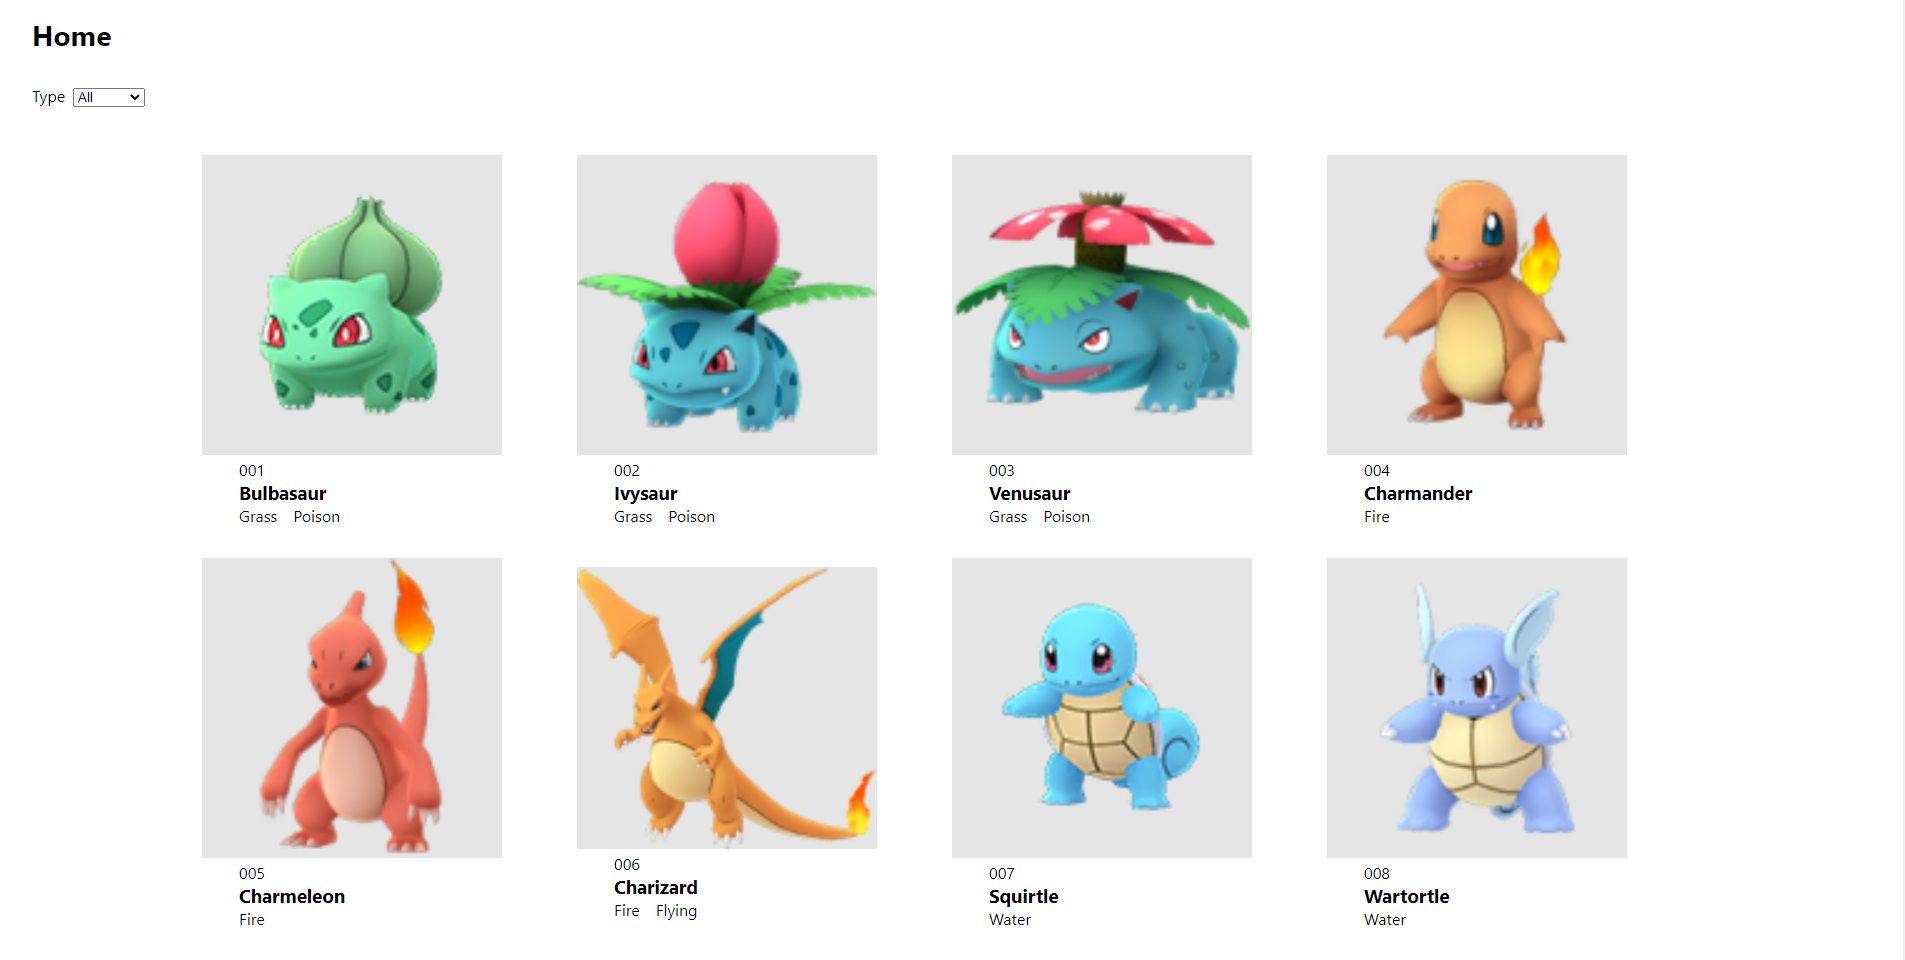 Home
Type All
001
Bulbasaur
Grass Poison
002
Ivysaur
Grass Poison
003
Venusaur
Grass Poison
004
Charmander
Fire
005
Charmeleon
Fire
006
Charizard
Fire Flying
007
Squirtle
Water
008
Wartortle
Water